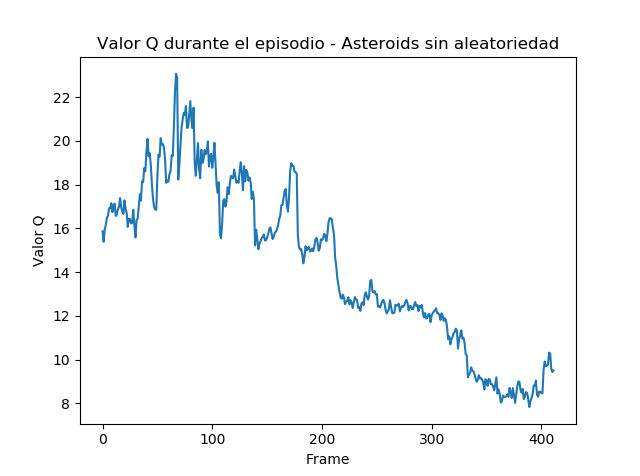 Valor Q durante el episodio - Asteroids sin aleatoriedad
22
20
18
16
14
12
10
8
Valor Q
0 100 200 300 400
Frame